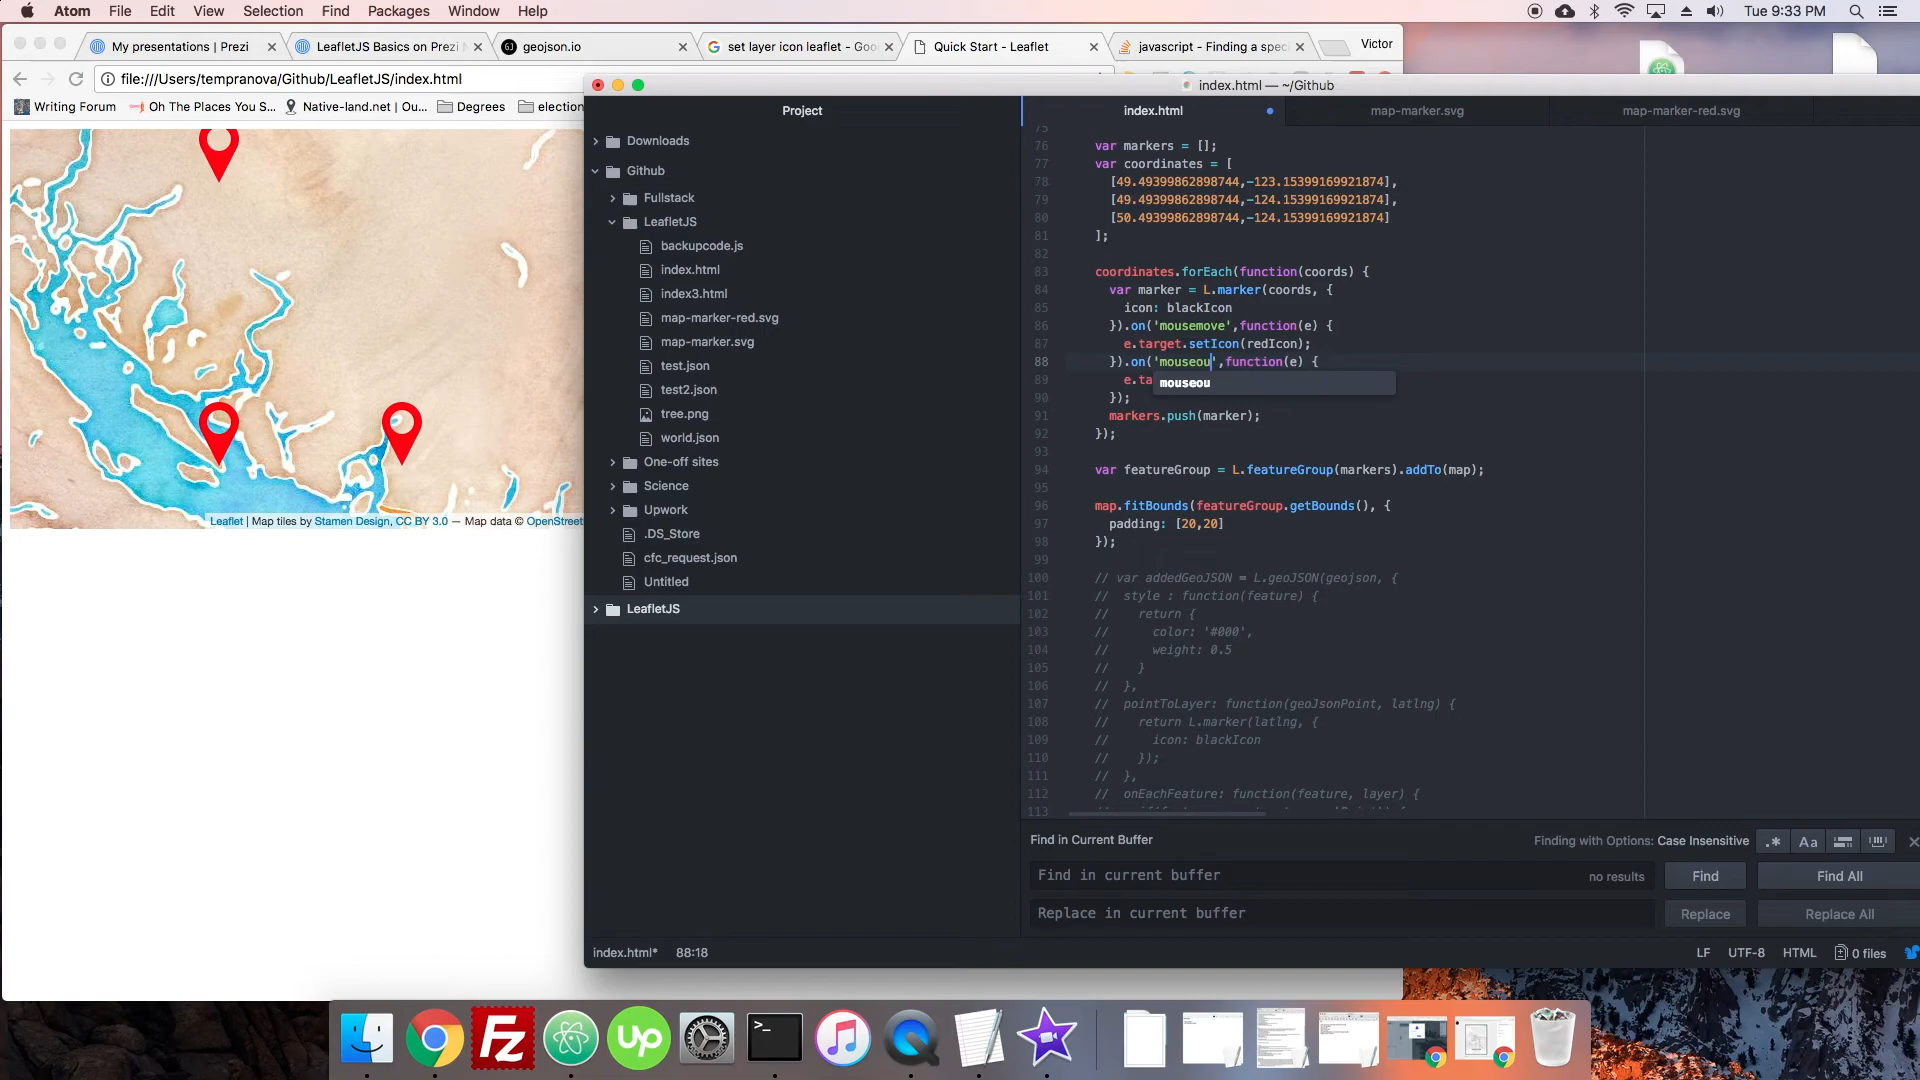 Atom File Edit View Selection Find Packages Window Help
Tue 9:33 PM
My presentations | Prezi
LeafletJS Basics on Prezi
geojson.io
set layer icon leaflet - Goo
Quick Start - Leaflet
javascript - Finding a spec
Victor
file:///Users/tempranova/Github/LeafletJS/index.html
Writing Forum
Oh The Places You S...
Native-land.net | Ou...
Degrees
election
index.html — ~/Github
Project
index.html
map-marker.svg
map-marker-red.svg
Downloads
Github
Fullstack
LeafletJS
backupcode.js
index.html
index3.html
map-marker-red.svg
map-marker.svg
test.json
test2.json
tree.png
world.json
One-off sites
Science
Upwork
.DS_Store
cfc_request.json
Untitled
LeafletJS
75
76 var markers = [];
77 var coordinates = [
78 [49.49399862898744,-123.15399169921874],
79 [49.49399862898744,-124.15399169921874],
80 [50.49399862898744,-124.15399169921874]
81 ];
82
83 coordinates.forEach(function(coords) {
84 var marker = L.marker(coords, {
85 icon: blackIcon
86 }).on('mousemove',function(e) {
87 e.target.setIcon(redIcon);
88 }).on('mouseou',function(e) {
89 e.ta
mouseou
90 });
91 markers.push(marker);
92 });
93
94 var featureGroup = L.featureGroup(markers).addTo(map);
95
96 map.fitBounds(featureGroup.getBounds(), {
97 padding: [20,20]
98 });
99
100 // var addedGeoJSON = L.geoJSON(geojson, {
101 // style : function(feature) {
102 // return {
103 // color: '#000',
104 // weight: 0.5
105 // }
106 // },
107 // pointToLayer: function(geoJsonPoint, latlng) {
108 // return L.marker(latlng, {
109 // icon: blackIcon
110 // });
111 // },
112 // onEachFeature: function(feature, layer) {
113
Leaflet | Map tiles by Stamen Design, CC BY 3.0 — Map data © OpenStreet
Find in Current Buffer
Finding with Options: Case Insensitive
.* Aa
Find in current buffer
no results
Find
Find All
Replace in current buffer
Replace
Replace All
index.html* 88:18
LF UTF-8 HTML 0 files
Fz
Up
>_